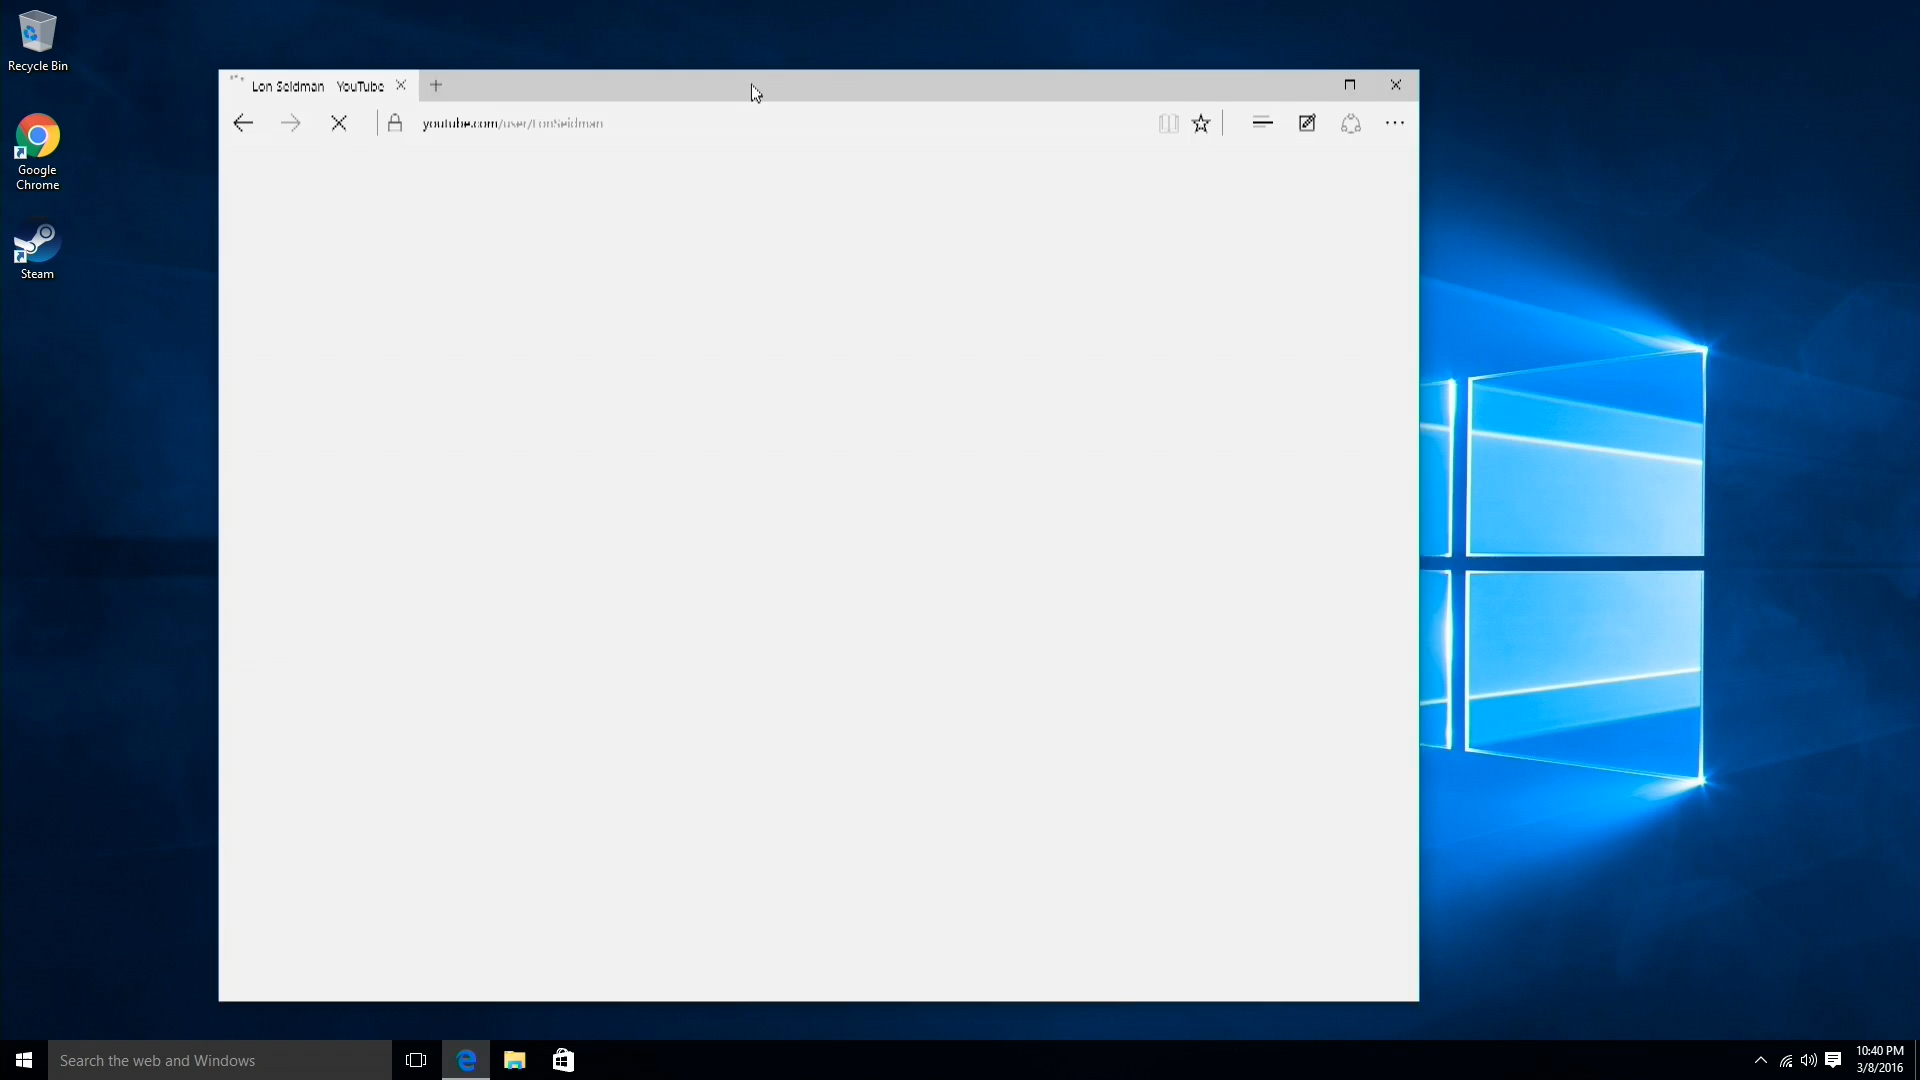 Recycle Bin
Google
Chrome
Steam
Lon Seidman YouTube
youtube.com/user/LonSeidman
Search the web and Windows
10:40 PM
3/8/2016